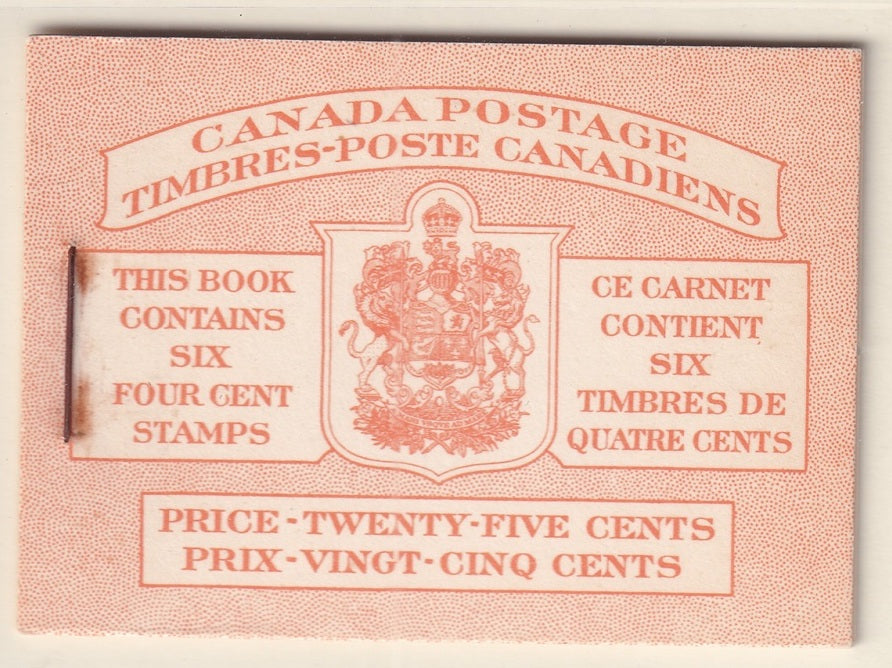 CANADA POSTAGE
TIMBRES-POSTE CANADIENS
THIS BOOK
CONTAINS
SIX
FOUR CENT
STAMPS
CE CARNET
CONTIENT
SIX
TIMBRES DE
QUATRE CENTS
PRICE-TWENTY-FIVE CENTS
PRIX-VINGT-CINQ CENTS